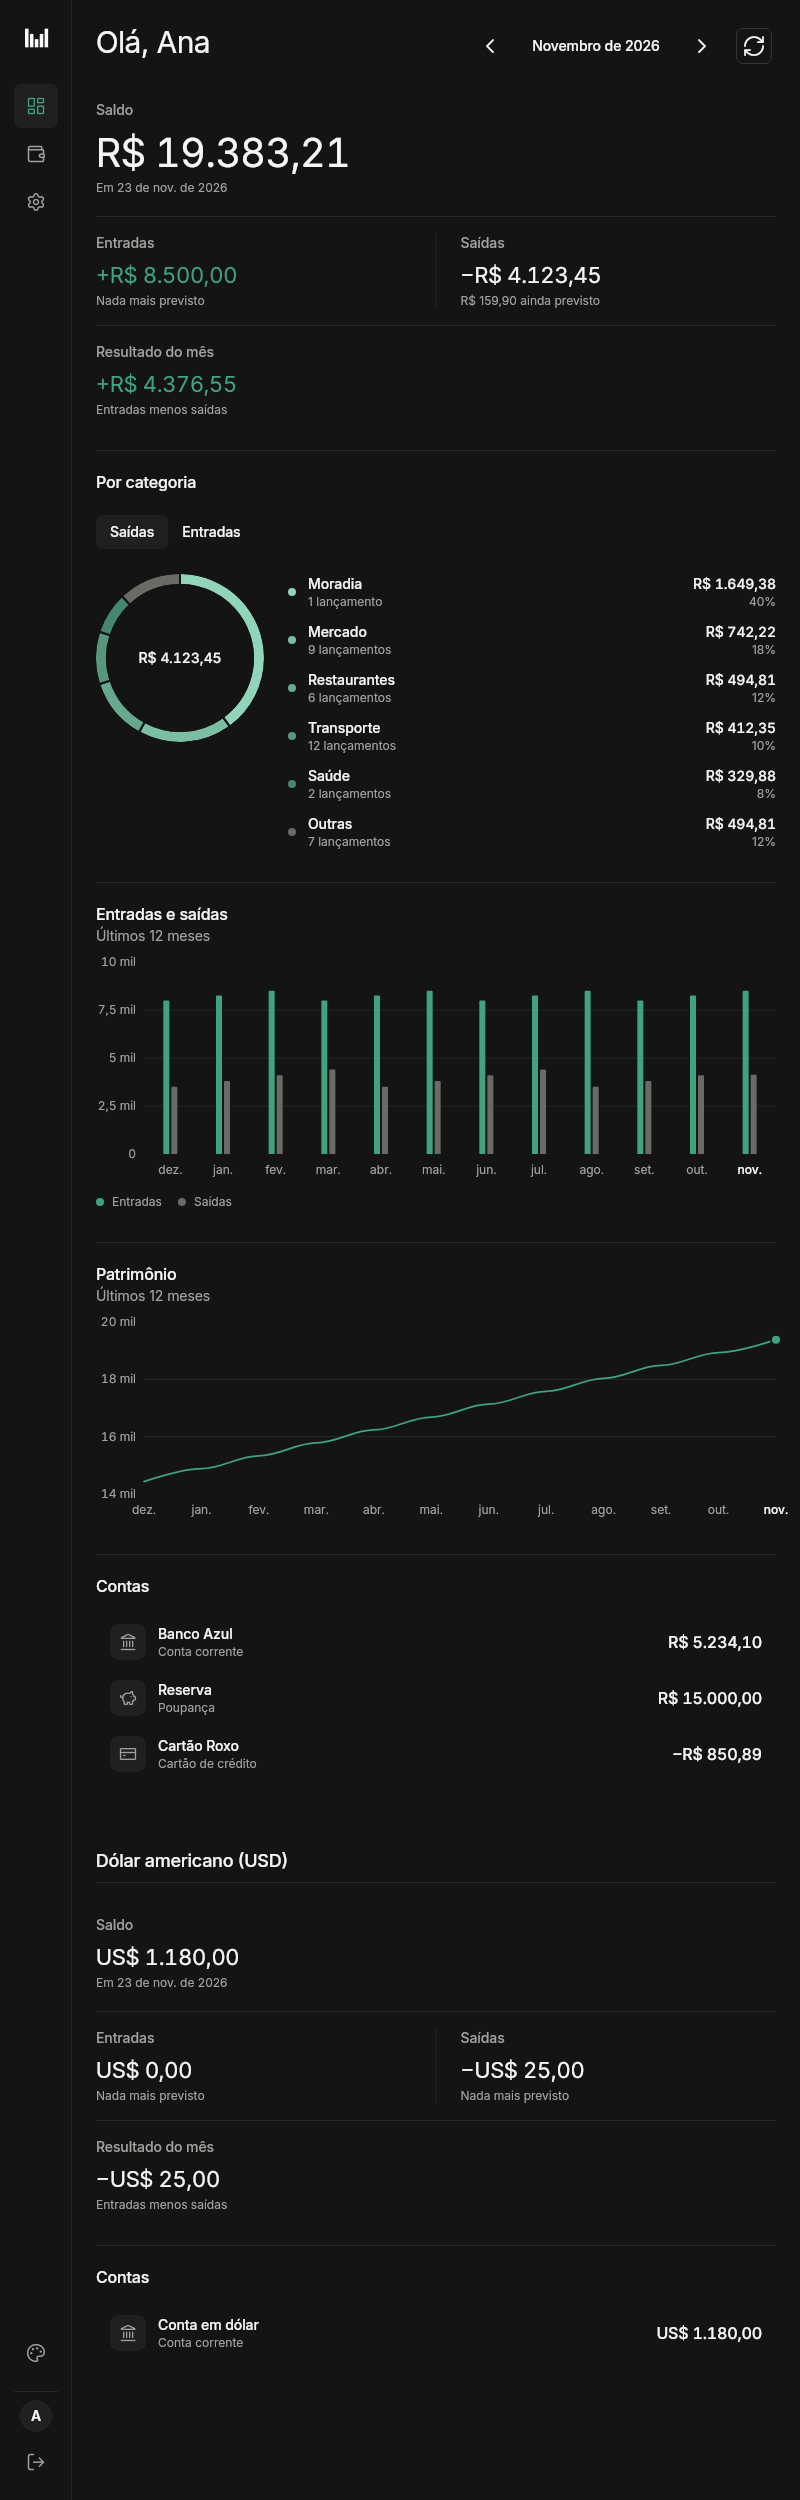 Olá, Ana
Novembro de 2026
Saldo
R$ 19.383,21
Em 23 de nov. de 2026
Entradas
+R$ 8.500,00
Nada mais previsto
Saídas
−R$ 4.123,45
R$ 159,90 ainda previsto
Resultado do mês
+R$ 4.376,55
Entradas menos saídas
Por categoria
Saídas Entradas
R$ 4.123,45
Moradia R$ 1.649,38
1 lançamento 40%
Mercado R$ 742,22
9 lançamentos 18%
Restaurantes R$ 494,81
6 lançamentos 12%
Transporte R$ 412,35
12 lançamentos 10%
Saúde R$ 329,88
2 lançamentos 8%
Outras R$ 494,81
7 lançamentos 12%
Entradas e saídas
Últimos 12 meses
10 mil
7,5 mil
5 mil
2,5 mil
0
dez. jan. fev. mar. abr. mai. jun. jul. ago. set. out. nov.
Entradas Saídas
Patrimônio
Últimos 12 meses
20 mil
18 mil
16 mil
14 mil
dez. jan. fev. mar. abr. mai. jun. jul. ago. set. out. nov.
Contas
Banco Azul R$ 5.234,10
Conta corrente
Reserva R$ 15.000,00
Poupança
Cartão Roxo −R$ 850,89
Cartão de crédito
Dólar americano (USD)
Saldo
US$ 1.180,00
Em 23 de nov. de 2026
Entradas
US$ 0,00
Nada mais previsto
Saídas
−US$ 25,00
Nada mais previsto
Resultado do mês
−US$ 25,00
Entradas menos saídas
Contas
Conta em dólar US$ 1.180,00
Conta corrente
A